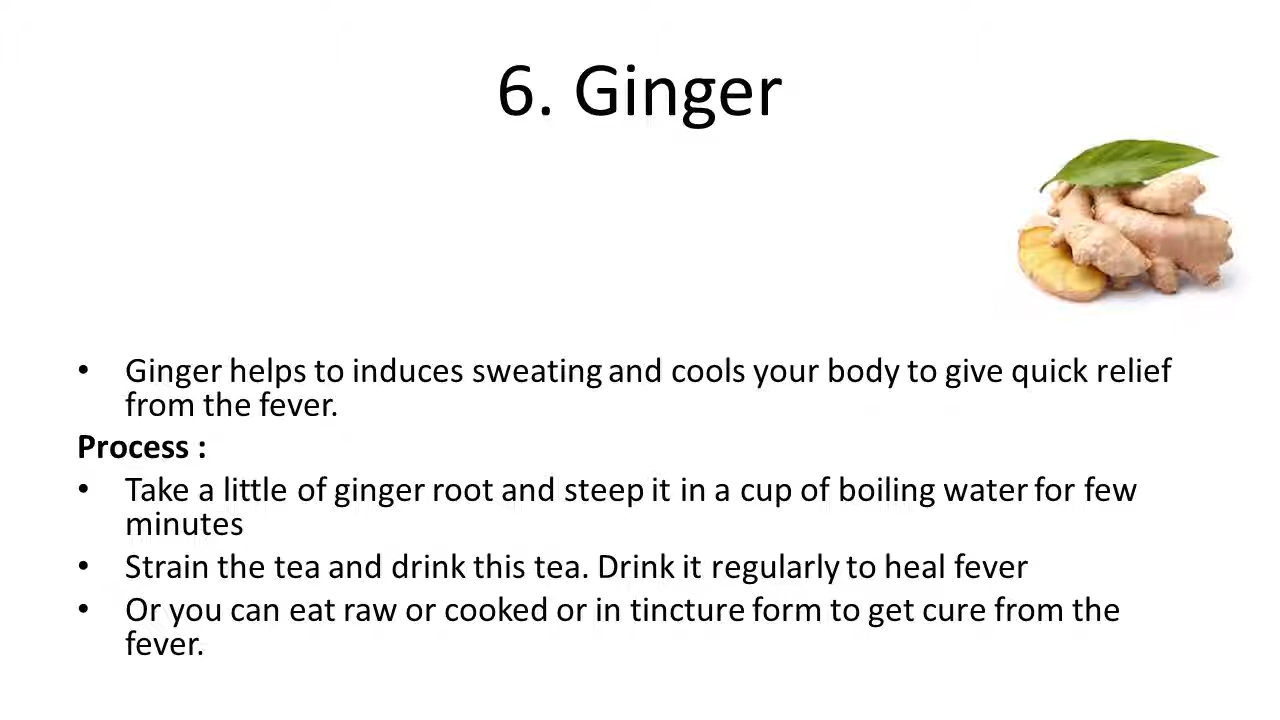 6. Ginger
• Ginger helps to induces sweating and cools your body to give quick relief
from the fever.
Process :
• Take a little of ginger root and steep it in a cup of boiling water for few
minutes
• Strain the tea and drink this tea. Drink it regularly to heal fever
• Or you can eat raw or cooked or in tincture form to get cure from the
fever.